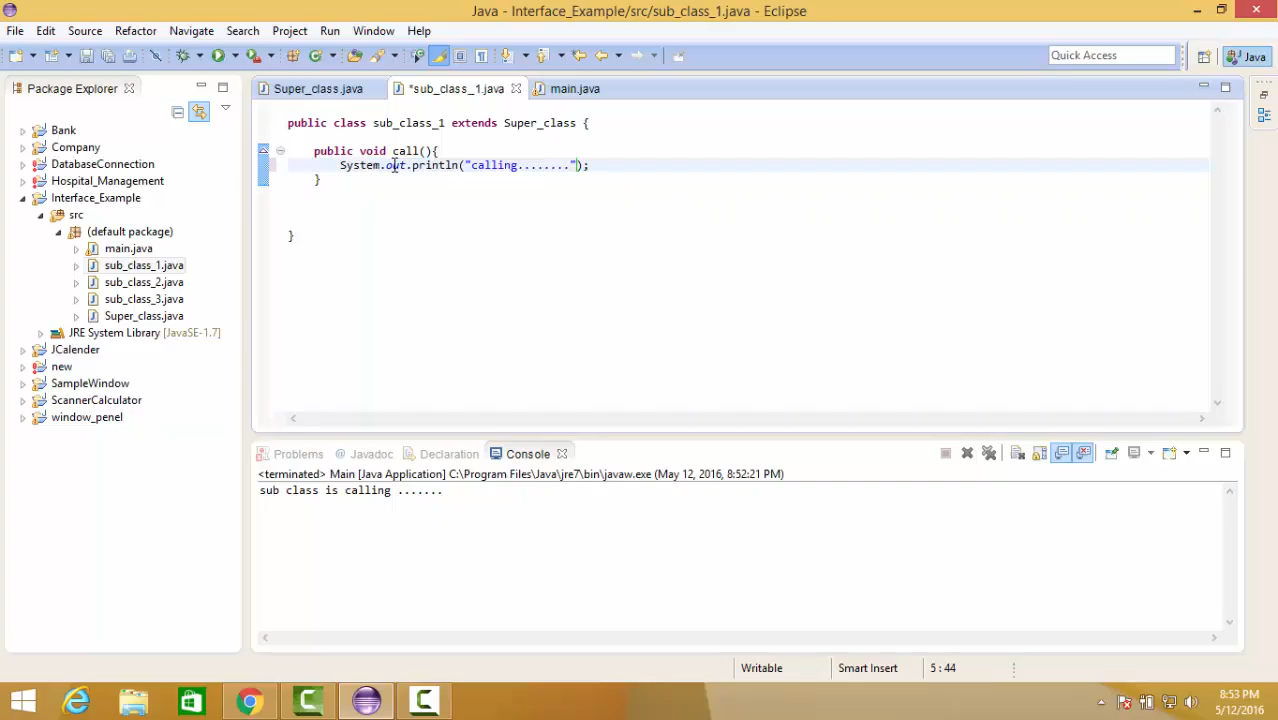 Java - Interface_Example/src/sub_class_1.java - Eclipse
File Edit Source Refactor Navigate Search Project Run Window Help
Quick Access
Java
Package Explorer
Super_class.java
*sub_class_1.java
main.java
Bank
Company
DatabaseConnection
Hospital_Management
Interface_Example
src
(default package)
main.java
sub_class_1.java
sub_class_2.java
sub_class_3.java
Super_class.java
JRE System Library [JavaSE-1.7]
JCalender
new
SampleWindow
ScannerCalculator
window_penel
public class sub_class_1 extends Super_class {
public void call(){
System.out.println("calling........");
}
}
Problems
@ Javadoc
Declaration
Console
<terminated> Main [Java Application] C:\Program Files\Java\jre7\bin\javaw.exe (May 12, 2016, 8:52:21 PM)
sub class is calling .......
Writable
Smart Insert
5 : 44
8:53 PM
5/12/2016